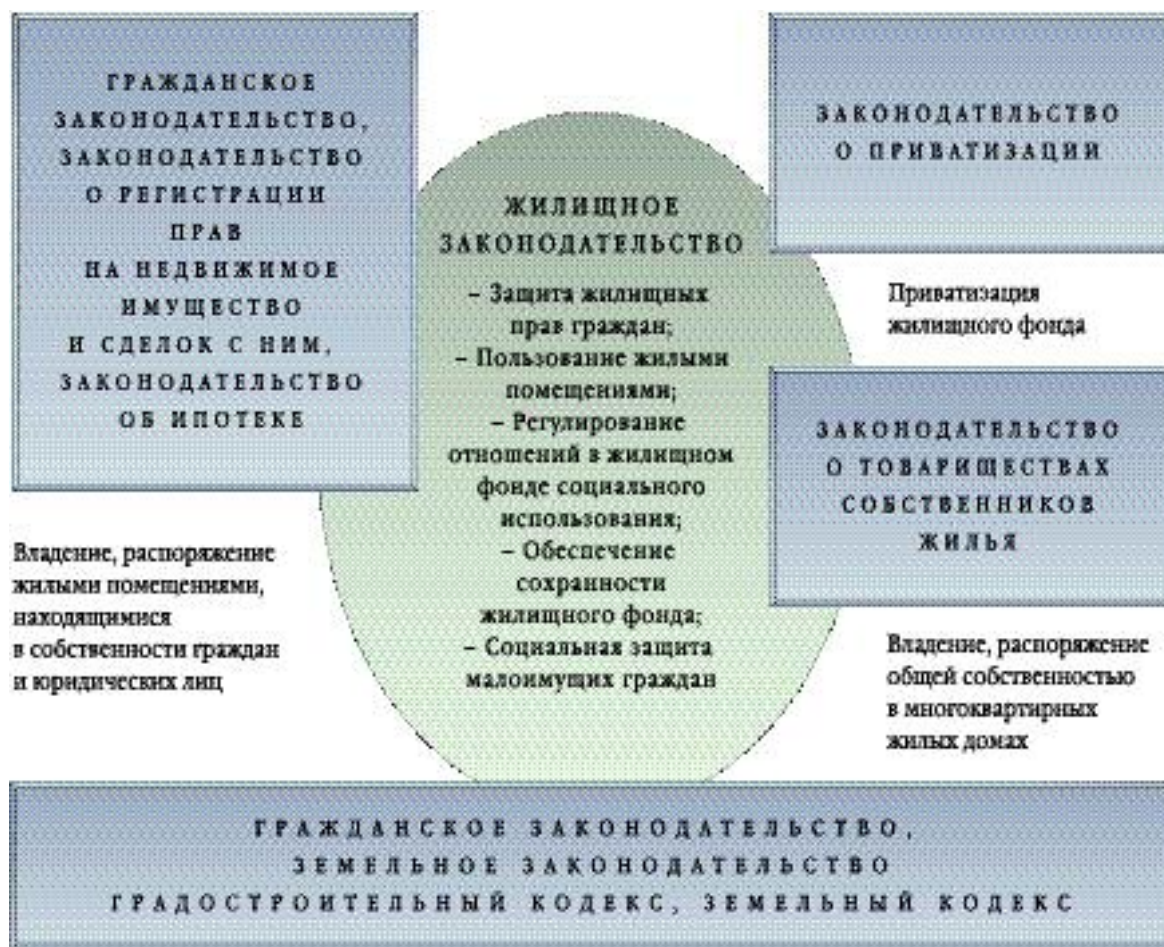 ГРАЖДАНСКОЕ
ЗАКОНОДАТЕЛЬСТВО,
ЗАКОНОДАТЕЛЬСТВО
О РЕГИСТРАЦИИ
ПРАВ
НА НЕДВИЖИМОЕ
ИМУЩЕСТВО
И СДЕЛОК С НИМ,
ЗАКОНОДАТЕЛЬСТВО
ОБ ИПОТЕКЕ
Владение, распоряжение
жилыми помещениями,
находящимися
в собственности граждан
и юридических лиц
ЖИЛИЩНОЕ
ЗАКОНОДАТЕЛЬСТВО
– Защита жилищных
прав граждан;
– Пользование жилыми
помещениями;
– Регулирование
отношений в жилищном
фонде социального
использования;
– Обеспечение
сохранности
жилищного фонда;
– Социальная защита
малоимущих граждан
ЗАКОНОДАТЕЛЬСТВО
О ПРИВАТИЗАЦИИ
Приватизация
жилищного фонда
ЗАКОНОДАТЕЛЬСТВО
О ТОВАРИЩЕСТВАХ
СОБСТВЕННИКОВ
ЖИЛЬЯ
Владение, распоряжение
общей собственностью
в многоквартирных
жилых домах
ГРАЖДАНСКОЕ ЗАКОНОДАТЕЛЬСТВО,
ЗЕМЕЛЬНОЕ ЗАКОНОДАТЕЛЬСТВО
ГРАДОСТРОИТЕЛЬНЫЙ КОДЕКС, ЗЕМЕЛЬНЫЙ КОДЕКС